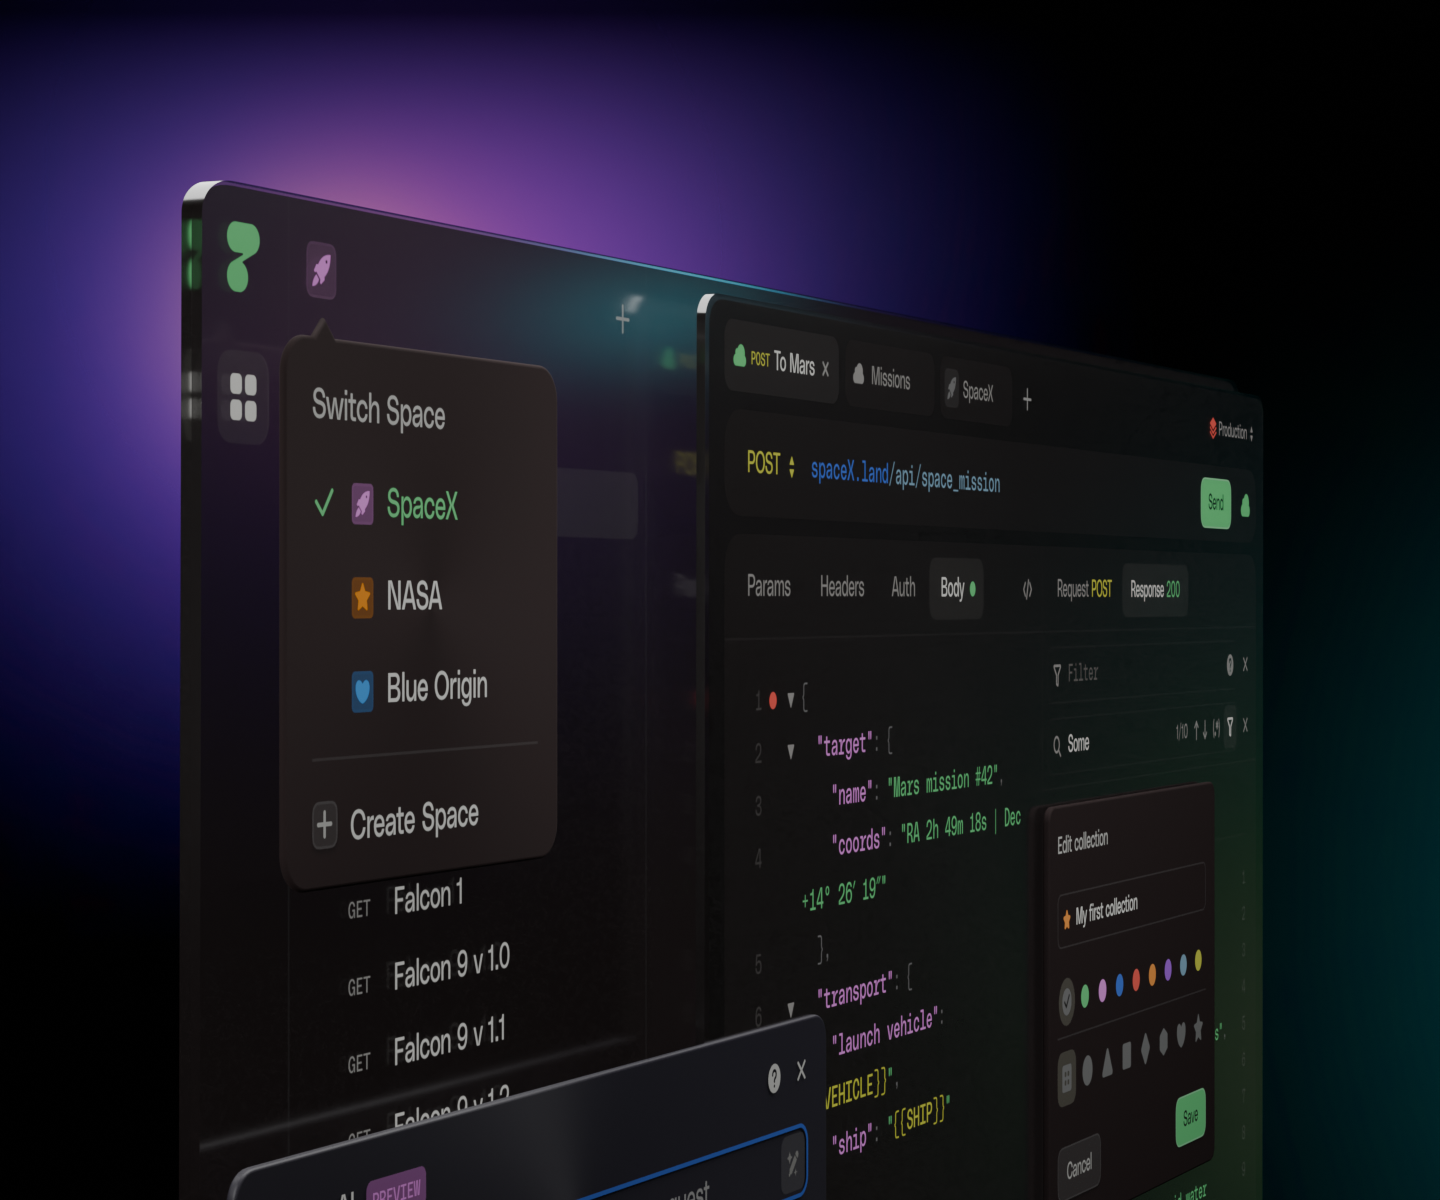 Switch Space
SpaceX
NASA
Blue Origin
Create Space
GET Falcon 1
GET Falcon 9 v 1.0
GET Falcon 9 v 1.1
GET Falcon 9 v 1.2
AI PREVIEW
POST To Mars
Missions
SpaceX
Production
POST spaceX.land/api/space_mission
Send
Params Headers Auth Body
Request POST Response 200
Filter
Some 1/10
1 {
2 "target": {
3 "name": "Mars mission #42",
4 "coords": "RA 2h 49m 18s | Dec
+14° 26′ 19″"
5 },
6 "transport": {
"launch vehicle":
VEHICLE}}",
"ship": "{{SHIP}}"
Edit collection
My first collection
Save
Cancel